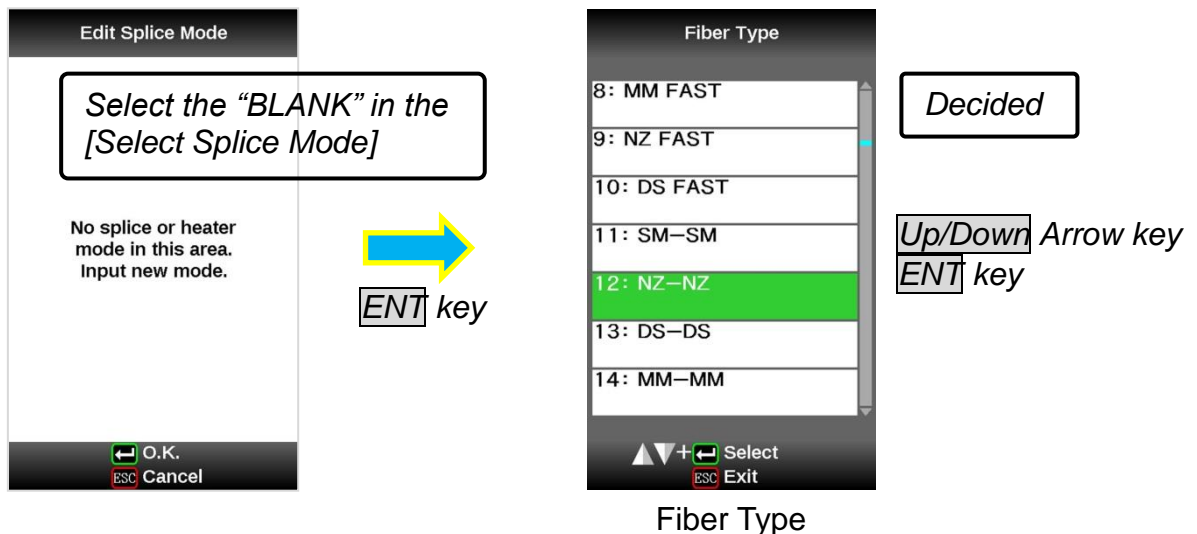 Edit Splice Mode
Select the “BLANK” in the
[Select Splice Mode]
No splice or heater
mode in this area.
Input new mode.
O.K.
ESC Cancel
ENT key
Fiber Type
8: MM FAST
9: NZ FAST
10: DS FAST
11: SM−SM
12: NZ−NZ
13: DS−DS
14: MM−MM
+ Select
ESC Exit
Fiber Type
Decided
Up/Down Arrow key
ENT key